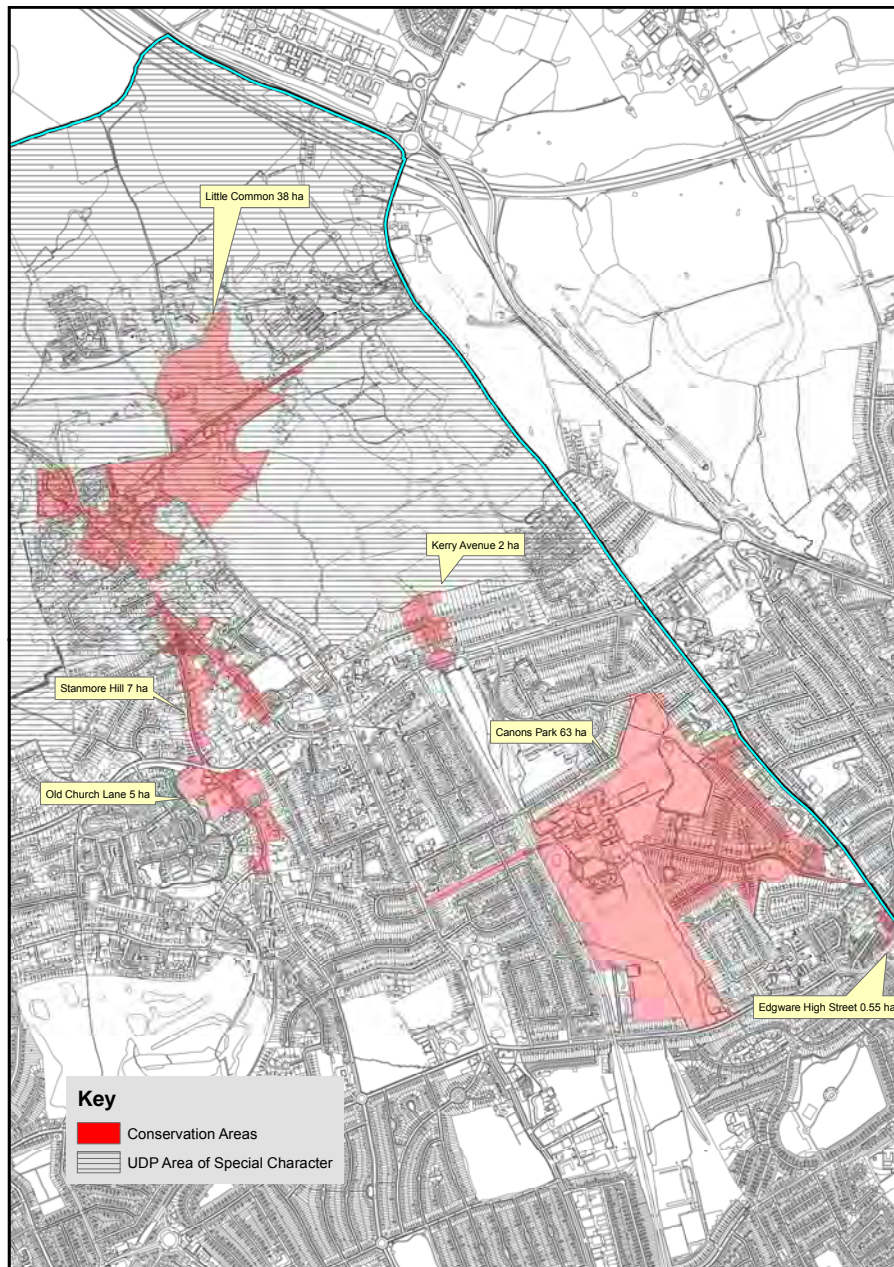 Little Common 38 ha
Kerry Avenue 2 ha
Stanmore Hill 7 ha
Canons Park 63 ha
Old Church Lane 5 ha
Edgware High Street 0.55 ha
Key
Conservation Areas
UDP Area of Special Character